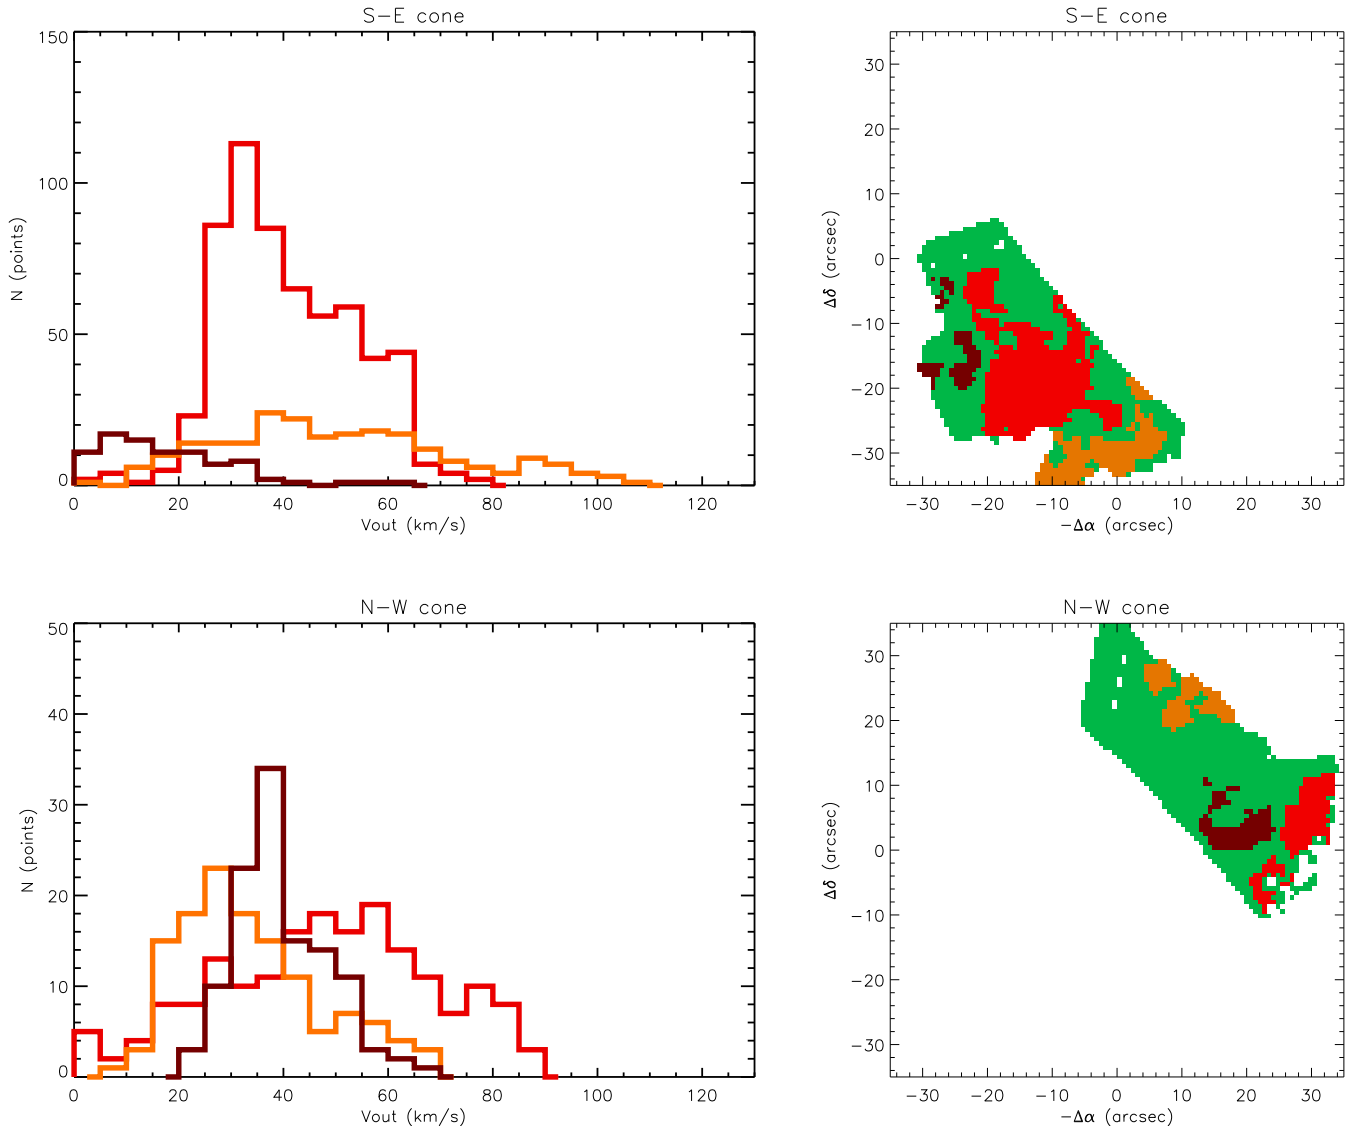 S−E cone
150
100
50
0
N (points)
0 20 40 60 80 100 120
Vout (km/s)
S−E cone
30
20
10
0
−10
−20
−30
Δδ (arcsec)
−30 −20 −10 0 10 20 30
−Δα (arcsec)
N−W cone
50
40
30
20
10
0
N (points)
0 20 40 60 80 100 120
Vout (km/s)
N−W cone
30
20
10
0
−10
−20
−30
Δδ (arcsec)
−30 −20 −10 0 10 20 30
−Δα (arcsec)